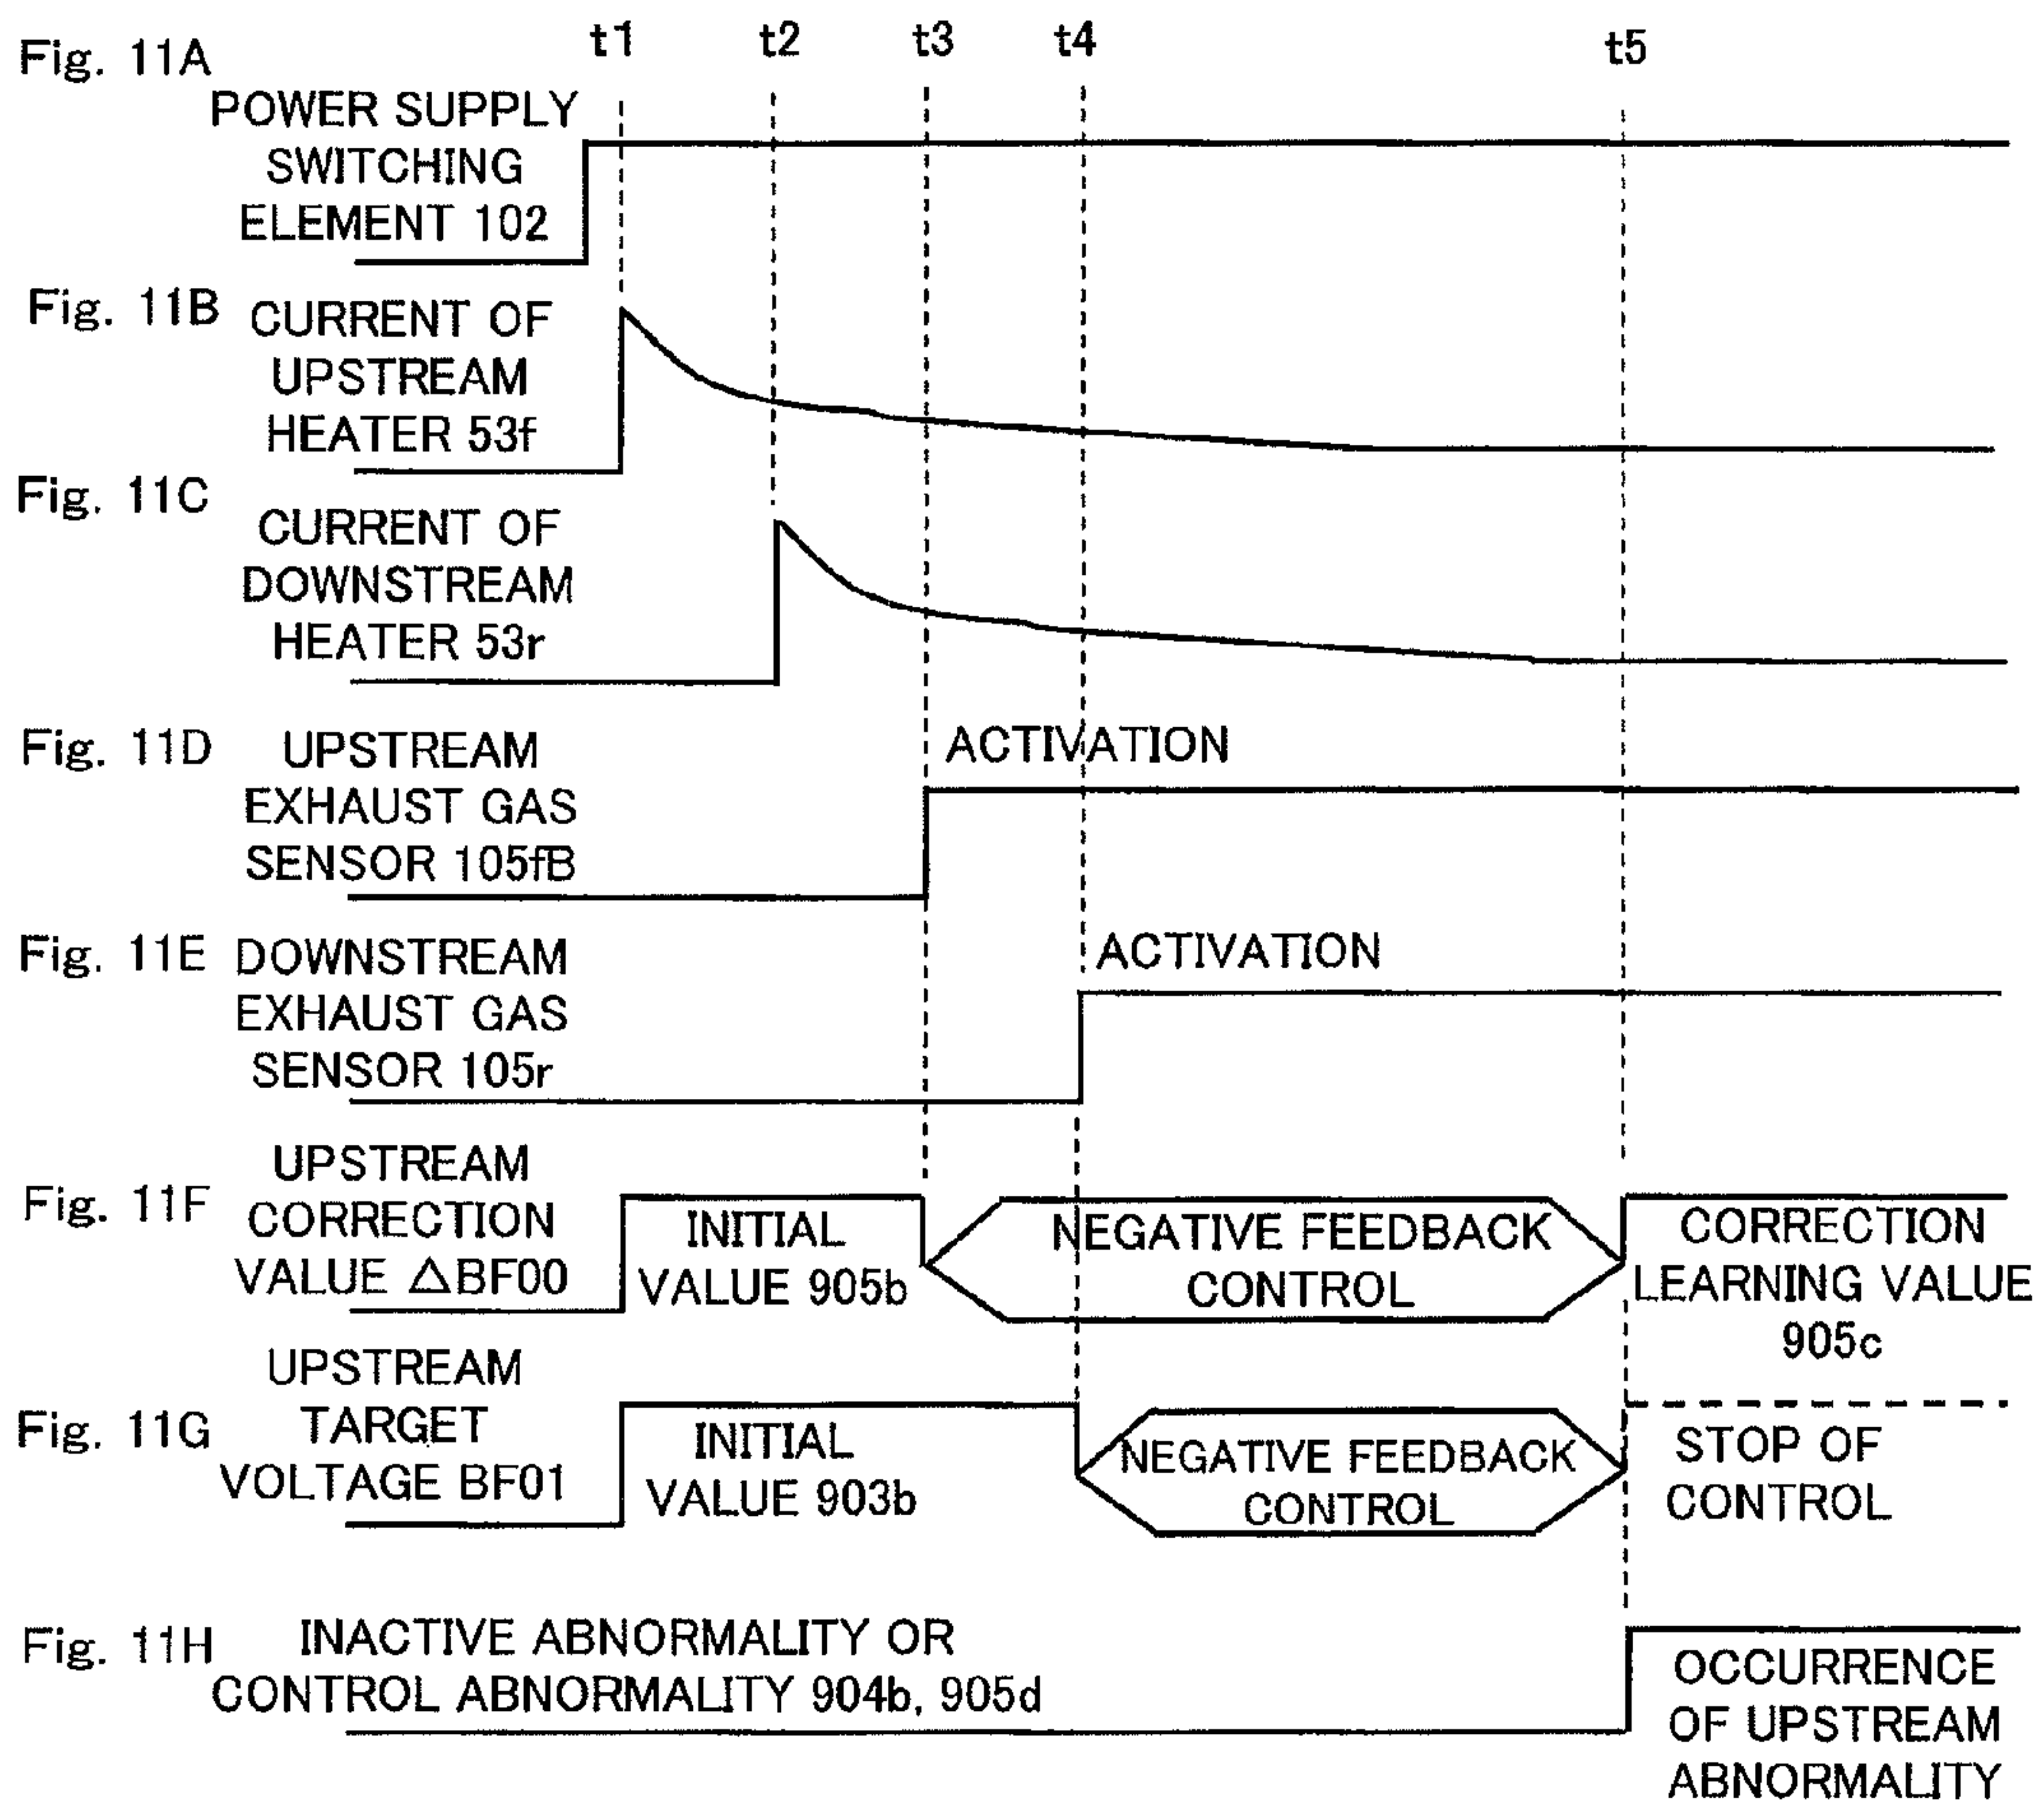 Fig. 11A
t1 t2 t3 t4 t5
POWER SUPPLY
SWITCHING
ELEMENT 102
Fig. 11B
CURRENT OF
UPSTREAM
HEATER 53f
Fig. 11C
CURRENT OF
DOWNSTREAM
HEATER 53r
Fig. 11D
UPSTREAM
EXHAUST GAS
SENSOR 105fB
ACTIVATION
Fig. 11E
DOWNSTREAM
EXHAUST GAS
SENSOR 105r
ACTIVATION
Fig. 11F
UPSTREAM
CORRECTION
VALUE △BF00
INITIAL
VALUE 905b
NEGATIVE FEEDBACK
CONTROL
CORRECTION
LEARNING VALUE
905c
Fig. 11G
UPSTREAM
TARGET
VOLTAGE BF01
INITIAL
VALUE 903b
NEGATIVE FEEDBACK
CONTROL
STOP OF
CONTROL
Fig. 11H
INACTIVE ABNORMALITY OR
CONTROL ABNORMALITY 904b, 905d
OCCURRENCE
OF UPSTREAM
ABNORMALITY